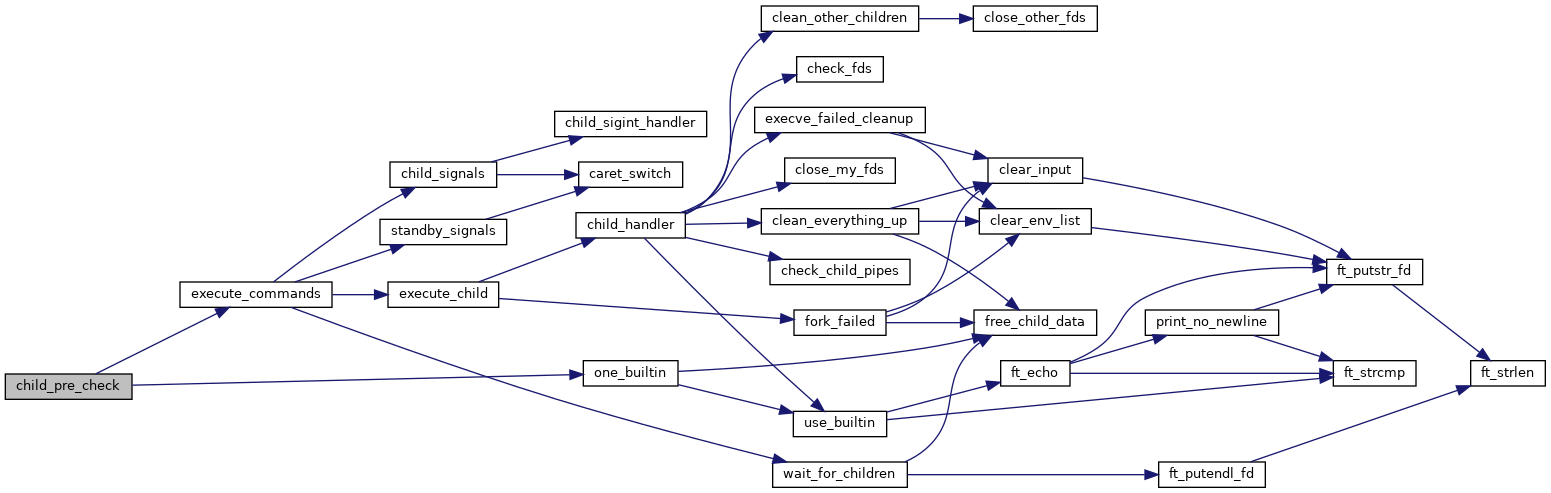 clean_other_children
close_other_fds
check_fds
child_sigint_handler
execve_failed_cleanup
child_signals
caret_switch
close_my_fds
clear_input
standby_signals
child_handler
clean_everything_up
clear_env_list
check_child_pipes
ft_putstr_fd
execute_commands
execute_child
fork_failed
free_child_data
print_no_newline
child_pre_check
one_builtin
ft_echo
ft_strcmp
ft_strlen
use_builtin
wait_for_children
ft_putendl_fd